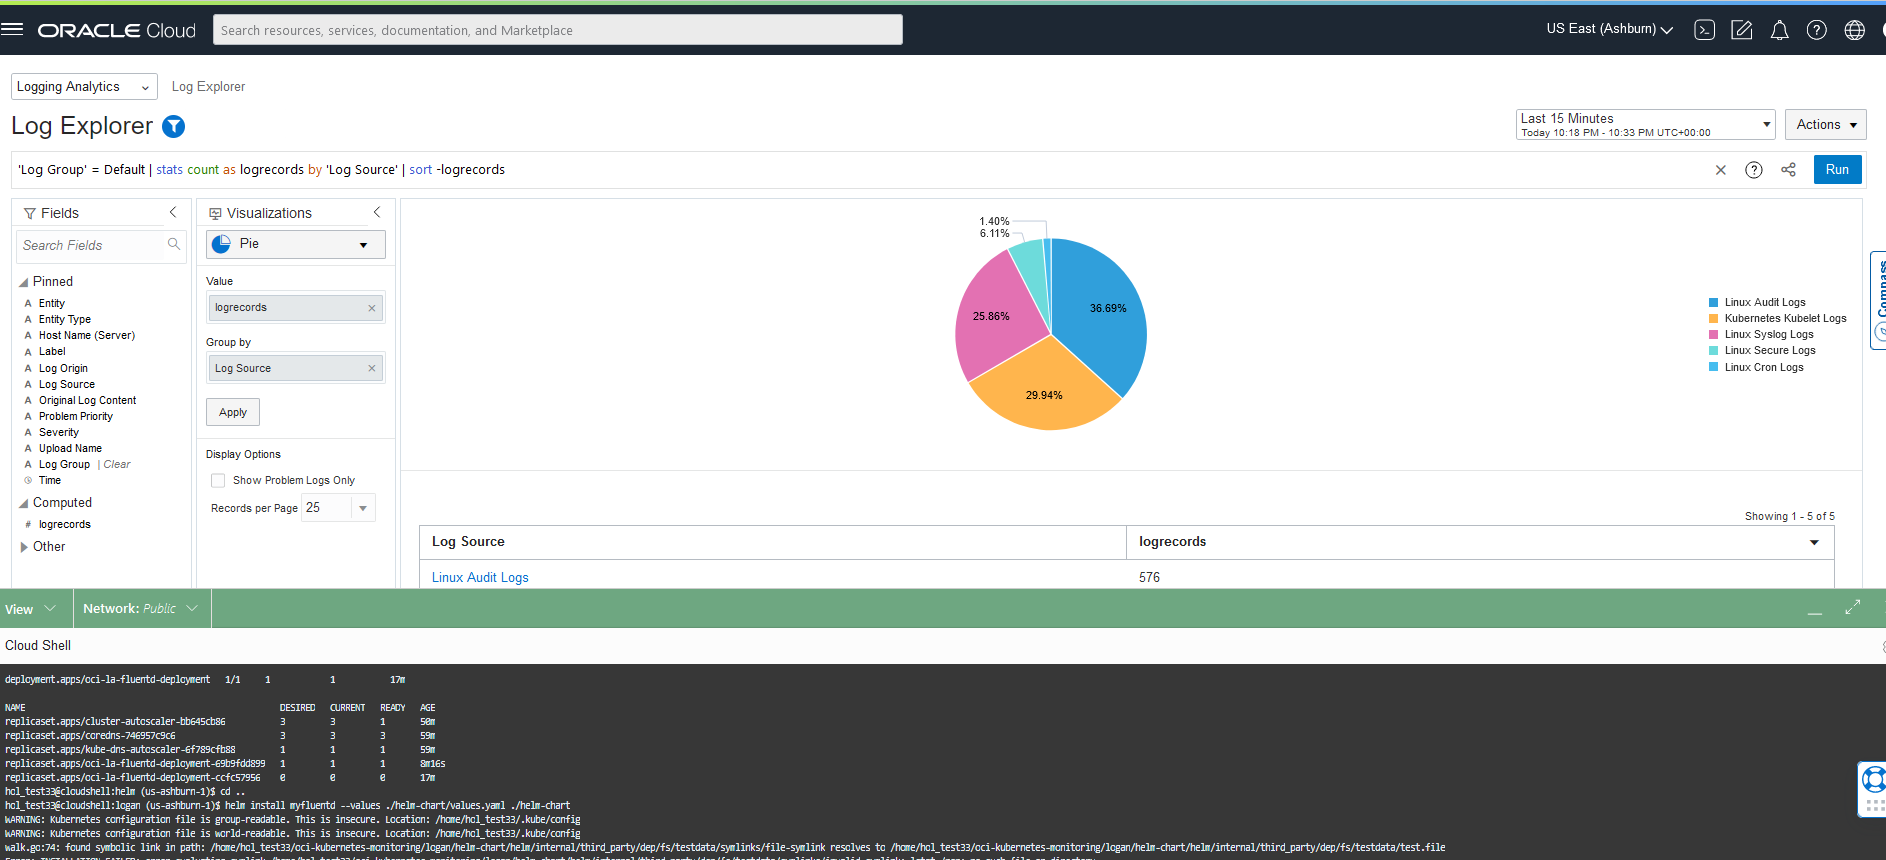 ORACLE Cloud
Search resources, services, documentation, and Marketplace
US East (Ashburn)
Logging Analytics
Log Explorer
Log Explorer
Last 15 Minutes
Today 10:18 PM - 10:33 PM UTC+00:00
Actions
'Log Group' = Default | stats count as logrecords by 'Log Source' | sort -logrecords
Run
Fields
Search Fields
Pinned
A Entity
A Entity Type
A Host Name (Server)
A Label
A Log Origin
A Log Source
A Original Log Content
A Problem Priority
A Severity
A Upload Name
A Log Group | Clear
Time
Computed
# logrecords
Other
Visualizations
Pie
Value
logrecords
Group by
Log Source
Apply
Display Options
Show Problem Logs Only
Records per Page 25
1.40%
6.11%
36.69%
25.86%
29.94%
Linux Audit Logs
Kubernetes Kubelet Logs
Linux Syslog Logs
Linux Secure Logs
Linux Cron Logs
Compass
Showing 1 - 5 of 5
Log Source logrecords
Linux Audit Logs 576
View
Network: Public
Cloud Shell
deployment.apps/oci-la-fluentd-deployment 1/1 1 1 17m
NAME DESIRED CURRENT READY AGE
replicaset.apps/cluster-autoscaler-bb645cb86 3 3 1 50m
replicaset.apps/coredns-746957c9c6 3 3 3 59m
replicaset.apps/kube-dns-autoscaler-6f789cfb88 1 1 1 59m
replicaset.apps/oci-la-fluentd-deployment-69b9fdd899 1 1 1 8m16s
replicaset.apps/oci-la-fluentd-deployment-ccfc57956 0 0 0 17m
hol_test33@cloudshell:helm (us-ashburn-1)$ cd ..
hol_test33@cloudshell:logan (us-ashburn-1)$ helm install myfluentd --values ./helm-chart/values.yaml ./helm-chart
WARNING: Kubernetes configuration file is group-readable. This is insecure. Location: /home/hol_test33/.kube/config
WARNING: Kubernetes configuration file is world-readable. This is insecure. Location: /home/hol_test33/.kube/config
walk.go:74: found symbolic link in path: /home/hol_test33/oci-kubernetes-monitoring/logan/helm-chart/helm/internal/third_party/dep/fs/testdata/symlinks/file-symlink resolves to /home/hol_test33/oci-kubernetes-monitoring/logan/helm-chart/helm/internal/third_party/dep/fs/testdata/test.file